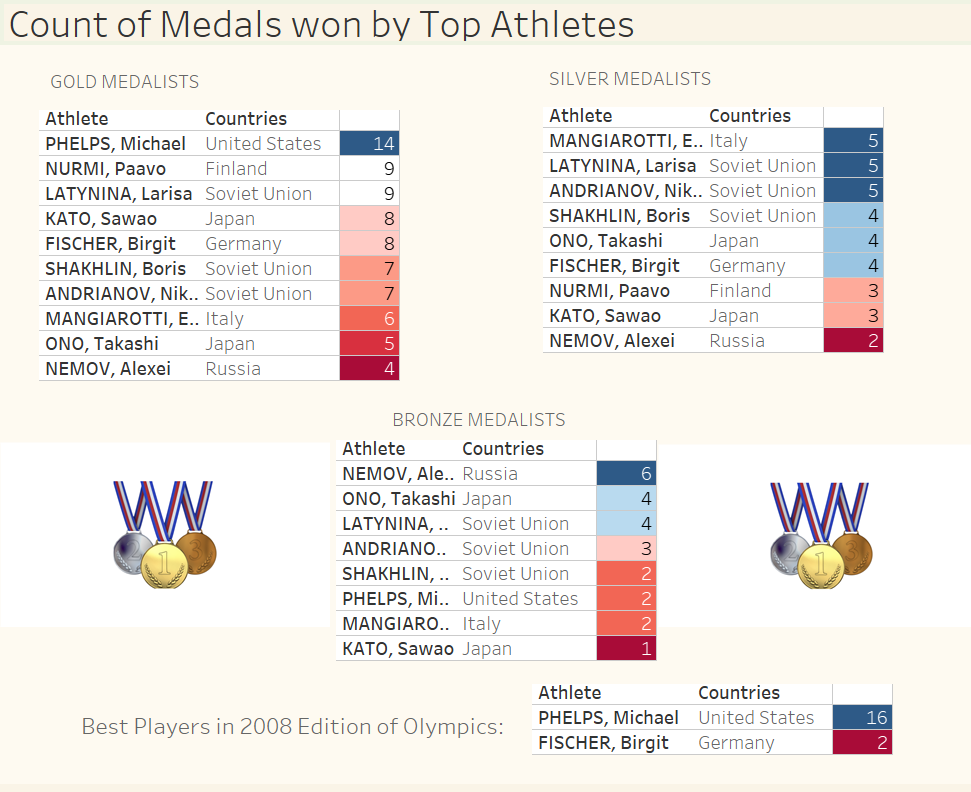 Count of Medals won by Top Athletes
GOLD MEDALISTS
Athlete Countries
PHELPS, Michael United States 14
NURMI, Paavo Finland 9
LATYNINA, Larisa Soviet Union 9
KATO, Sawao Japan 8
FISCHER, Birgit Germany 8
SHAKHLIN, Boris Soviet Union 7
ANDRIANOV, Nik.. Soviet Union 7
MANGIAROTTI, E.. Italy 6
ONO, Takashi Japan 5
NEMOV, Alexei Russia 4
SILVER MEDALISTS
Athlete Countries
MANGIAROTTI, E.. Italy 5
LATYNINA, Larisa Soviet Union 5
ANDRIANOV, Nik.. Soviet Union 5
SHAKHLIN, Boris Soviet Union 4
ONO, Takashi Japan 4
FISCHER, Birgit Germany 4
NURMI, Paavo Finland 3
KATO, Sawao Japan 3
NEMOV, Alexei Russia 2
BRONZE MEDALISTS
Athlete Countries
NEMOV, Ale.. Russia 6
ONO, Takashi Japan 4
LATYNINA, .. Soviet Union 4
ANDRIANO.. Soviet Union 3
SHAKHLIN, .. Soviet Union 2
PHELPS, Mi.. United States 2
MANGIARO.. Italy 2
KATO, Sawao Japan 1
2 1 3
2 1 3
Best Players in 2008 Edition of Olympics:
Athlete Countries
PHELPS, Michael United States 16
FISCHER, Birgit Germany 2